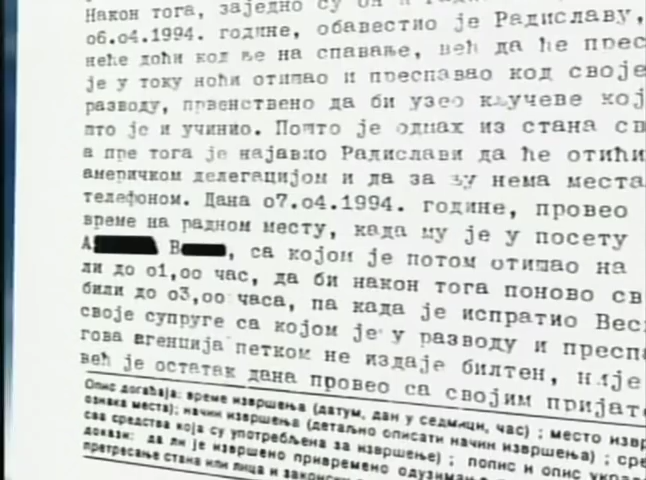 Након тога, заједно су он и
06.04.1994. године, обавестио је Радиславу,
неће доћи код ње на спавање, већ да ће прес
је у току ноћи отишао и преспавао код своје
разводу, првенствено да би узео кључеве кој
што је и учинио. Пошто је одмах из стана св
а пре тога је најавио Радислави да ће отићи
америчком делегацијом и да за њу нема места
телефоном. Дана 07.04.1994. године, провео
време на радном месту, када му је у посету
А В, са којом је потом отишао на
ли до 01,00 час, да би након тога поново св
били до 03,00 часа, па када је испратио Вес
своје супруге са којом је у разводу и преспа
гова агенција петком не издаје билтен, није
већ је остатак дана провео са својим пријат
Опис догађаја: време извршења (датум, дан у седмици, час) ; место извр
ознака места); начин извршења (детаљно описати начин извршења) ; сре
сва средства која су употребљена за извршење) ; попис и опис украде
докази: да ли је извршено привремено одузимањ
претресање стана или лица и